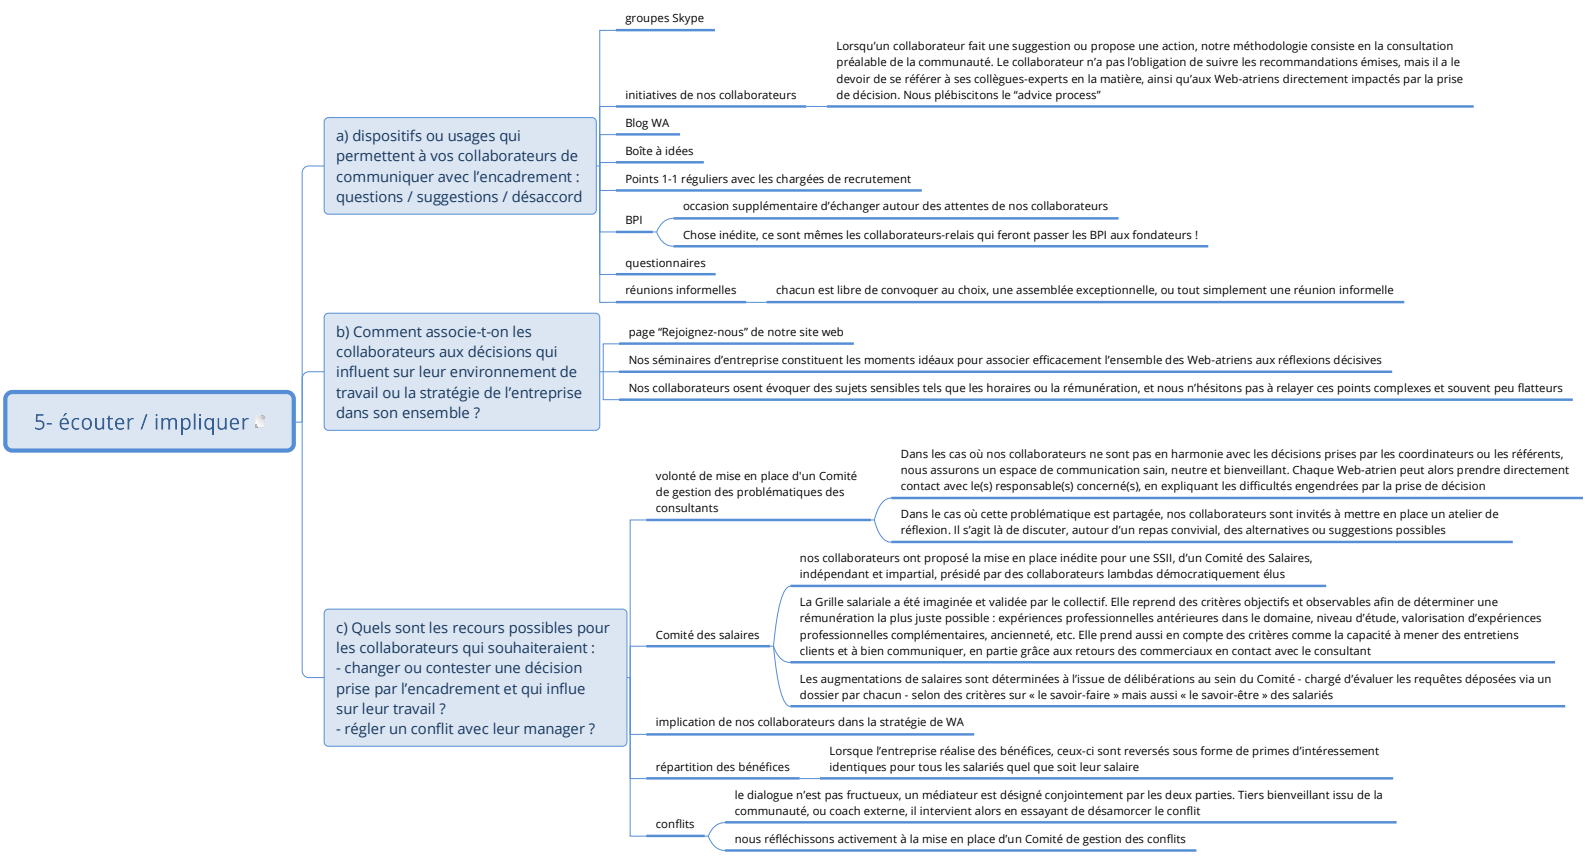 5- écouter / impliquer
a) dispositifs ou usages qui
permettent à vos collaborateurs de
communiquer avec l’encadrement :
questions / suggestions / désaccord
groupes Skype
initiatives de nos collaborateurs
Lorsqu’un collaborateur fait une suggestion ou propose une action, notre méthodologie consiste en la consultation
préalable de la communauté. Le collaborateur n’a pas l’obligation de suivre les recommandations émises, mais il a le
devoir de se référer à ses collègues-experts en la matière, ainsi qu’aux Web-atriens directement impactés par la prise
de décision. Nous plébiscitons le “advice process”
Blog WA
Boîte à idées
Points 1-1 réguliers avec les chargées de recrutement
BPI
occasion supplémentaire d’échanger autour des attentes de nos collaborateurs
Chose inédite, ce sont mêmes les collaborateurs-relais qui feront passer les BPI aux fondateurs !
questionnaires
réunions informelles
chacun est libre de convoquer au choix, une assemblée exceptionnelle, ou tout simplement une réunion informelle
b) Comment associe-t-on les
collaborateurs aux décisions qui
influent sur leur environnement de
travail ou la stratégie de l’entreprise
dans son ensemble ?
page “Rejoignez-nous” de notre site web
Nos séminaires d’entreprise constituent les moments idéaux pour associer efficacement l’ensemble des Web-atriens aux réflexions décisives
Nos collaborateurs osent évoquer des sujets sensibles tels que les horaires ou la rémunération, et nous n’hésitons pas à relayer ces points complexes et souvent peu flatteurs
c) Quels sont les recours possibles pour
les collaborateurs qui souhaiteraient :
- changer ou contester une décision
prise par l’encadrement et qui influe
sur leur travail ?
- régler un conflit avec leur manager ?
volonté de mise en place d'un Comité
de gestion des problématiques des
consultants
Dans les cas où nos collaborateurs ne sont pas en harmonie avec les décisions prises par les coordinateurs ou les référents,
nous assurons un espace de communication sain, neutre et bienveillant. Chaque Web-atrien peut alors prendre directement
contact avec le(s) responsable(s) concerné(s), en expliquant les difficultés engendrées par la prise de décision
Dans le cas où cette problématique est partagée, nos collaborateurs sont invités à mettre en place un atelier de
réflexion. Il s’agit là de discuter, autour d’un repas convivial, des alternatives ou suggestions possibles
Comité des salaires
nos collaborateurs ont proposé la mise en place inédite pour une SSII, d’un Comité des Salaires,
indépendant et impartial, présidé par des collaborateurs lambdas démocratiquement élus
La Grille salariale a été imaginée et validée par le collectif. Elle reprend des critères objectifs et observables afin de déterminer une
rémunération la plus juste possible : expériences professionnelles antérieures dans le domaine, niveau d’étude, valorisation d’expériences
professionnelles complémentaires, ancienneté, etc. Elle prend aussi en compte des critères comme la capacité à mener des entretiens
clients et à bien communiquer, en partie grâce aux retours des commerciaux en contact avec le consultant
Les augmentations de salaires sont déterminées à l’issue de délibérations au sein du Comité - chargé d’évaluer les requêtes déposées via un
dossier par chacun - selon des critères sur « le savoir-faire » mais aussi « le savoir-être » des salariés
implication de nos collaborateurs dans la stratégie de WA
répartition des bénéfices
Lorsque l’entreprise réalise des bénéfices, ceux-ci sont reversés sous forme de primes d’intéressement
identiques pour tous les salariés quel que soit leur salaire
conflits
le dialogue n’est pas fructueux, un médiateur est désigné conjointement par les deux parties. Tiers bienveillant issu de la
communauté, ou coach externe, il intervient alors en essayant de désamorcer le conflit
nous réfléchissons activement à la mise en place d’un Comité de gestion des conflits